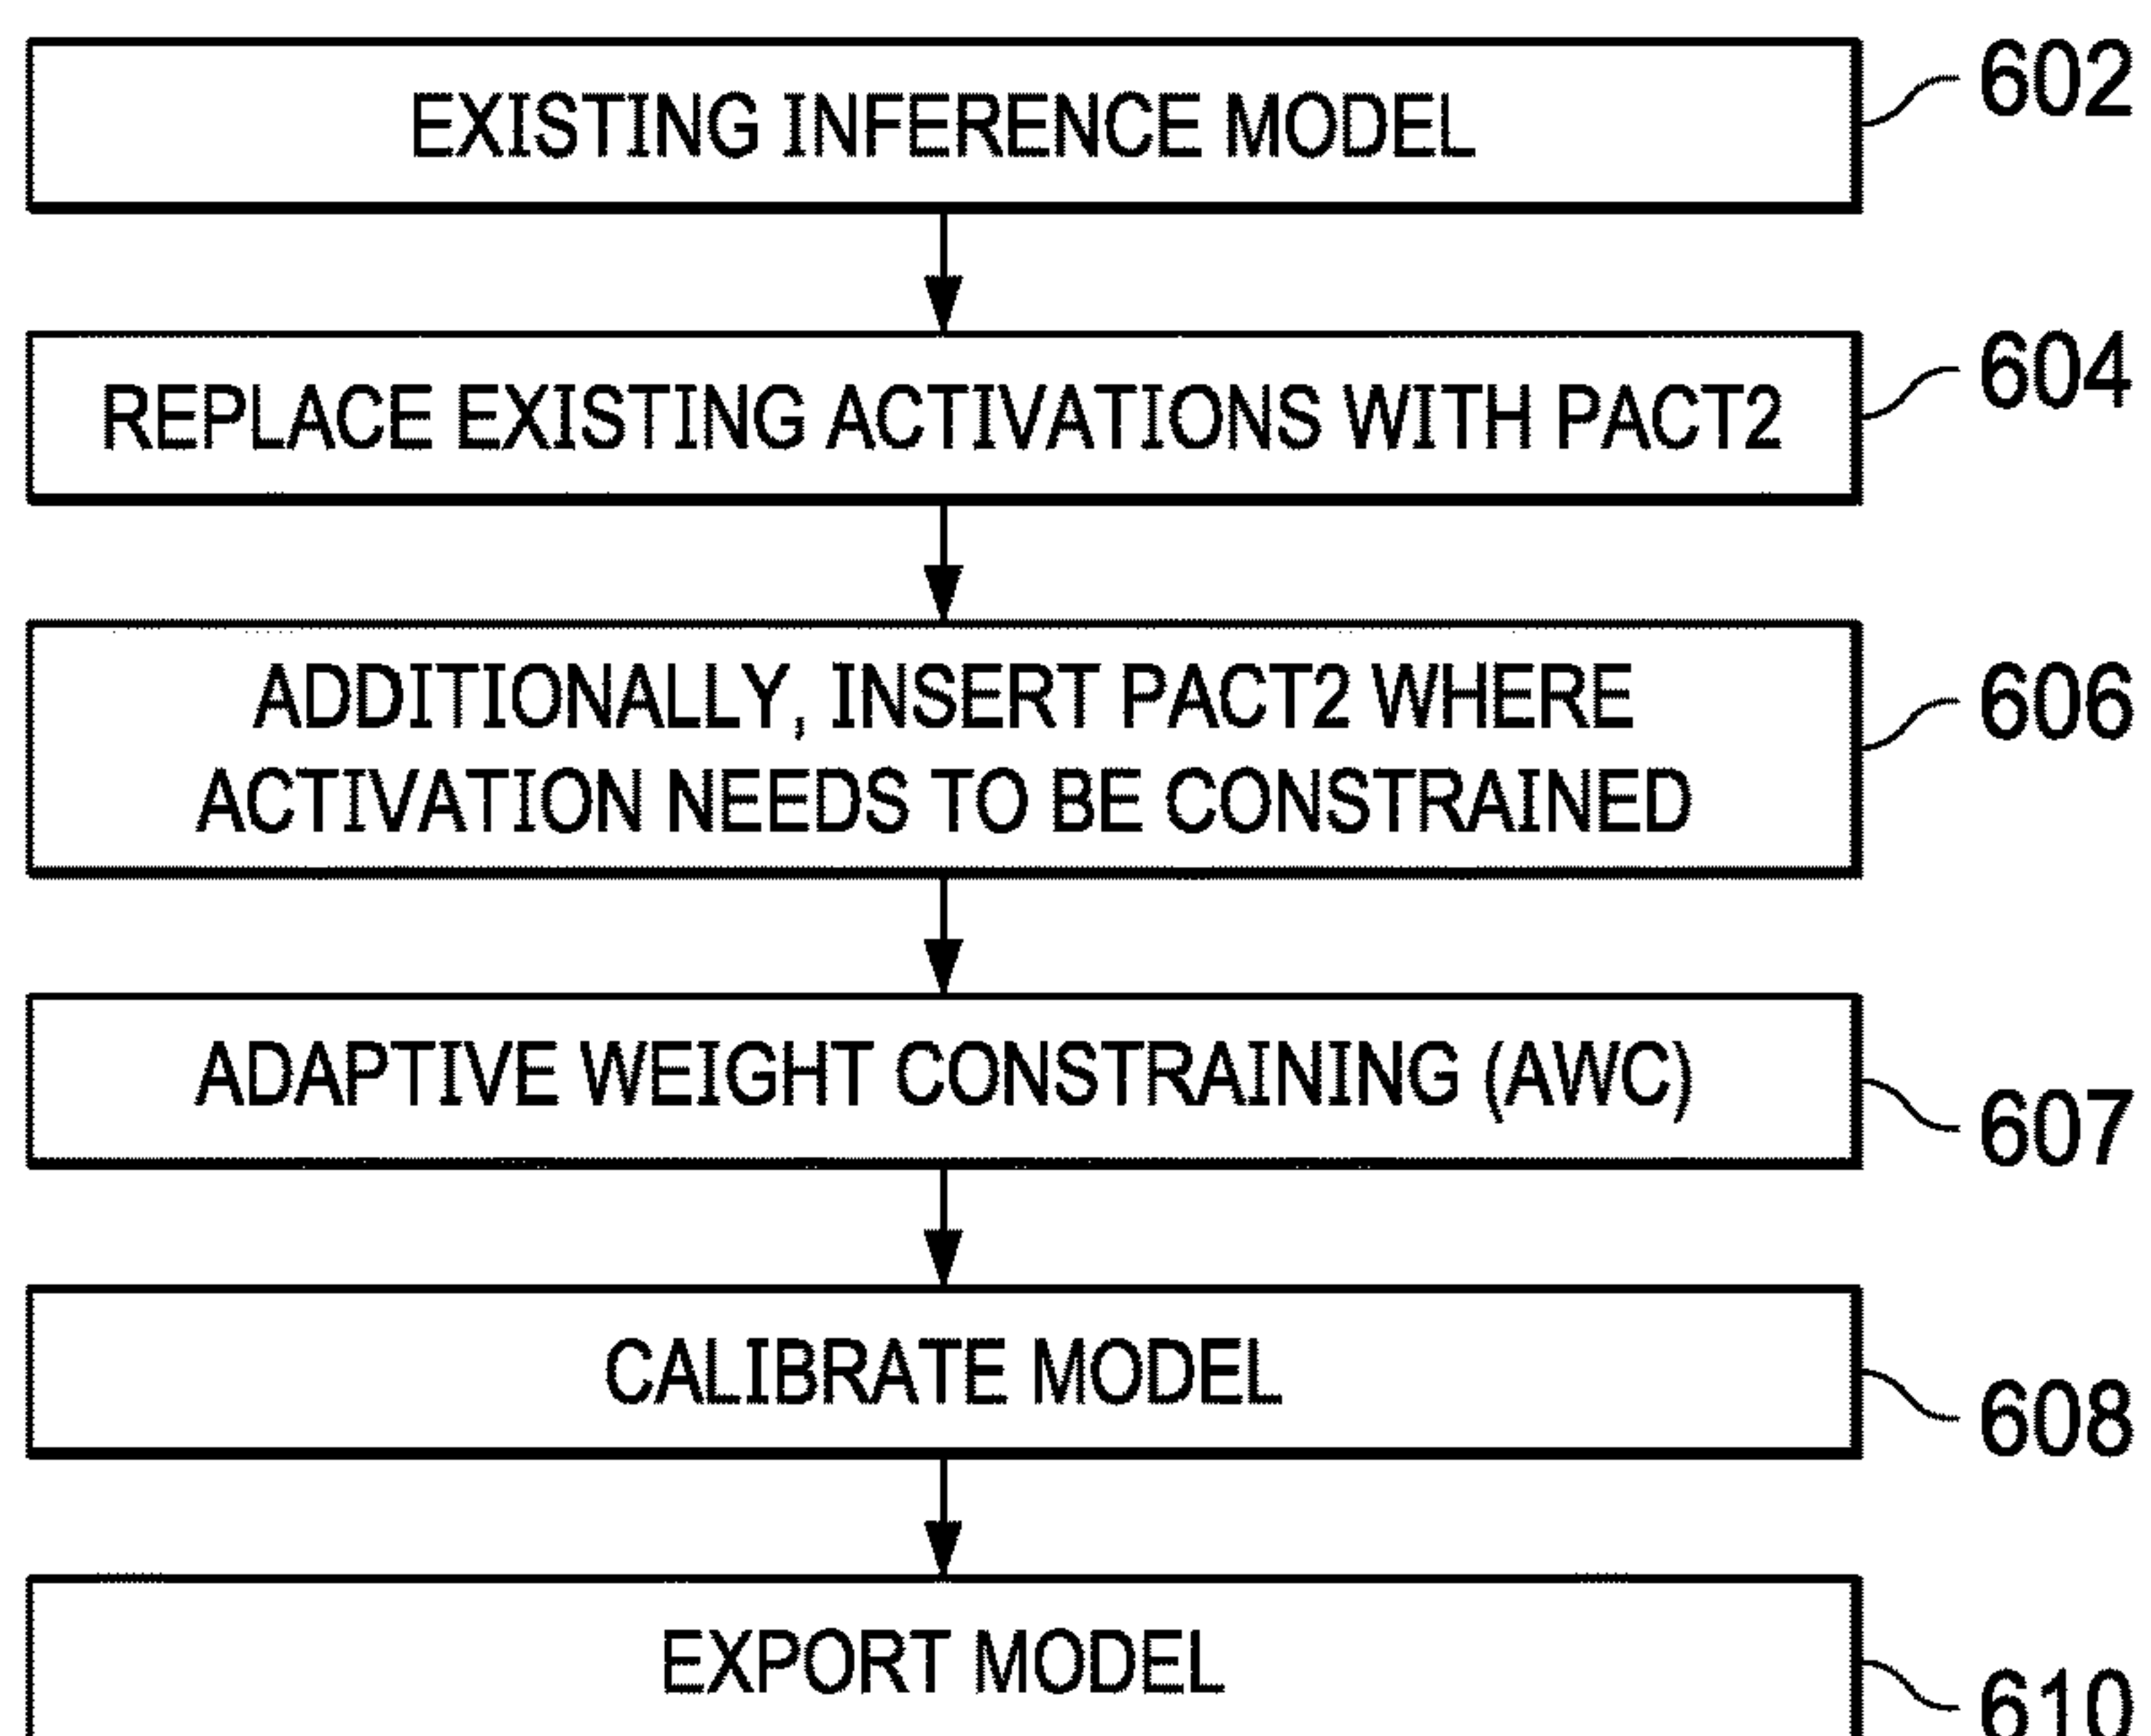 EXISTING INFERENCE MODEL
602
REPLACE EXISTING ACTIVATIONS WITH PACT2
604
ADDITIONALLY, INSERT PACT2 WHERE
ACTIVATION NEEDS TO BE CONSTRAINED
606
ADAPTIVE WEIGHT CONSTRAINING (AWC)
607
CALIBRATE MODEL
608
EXPORT MODEL
610